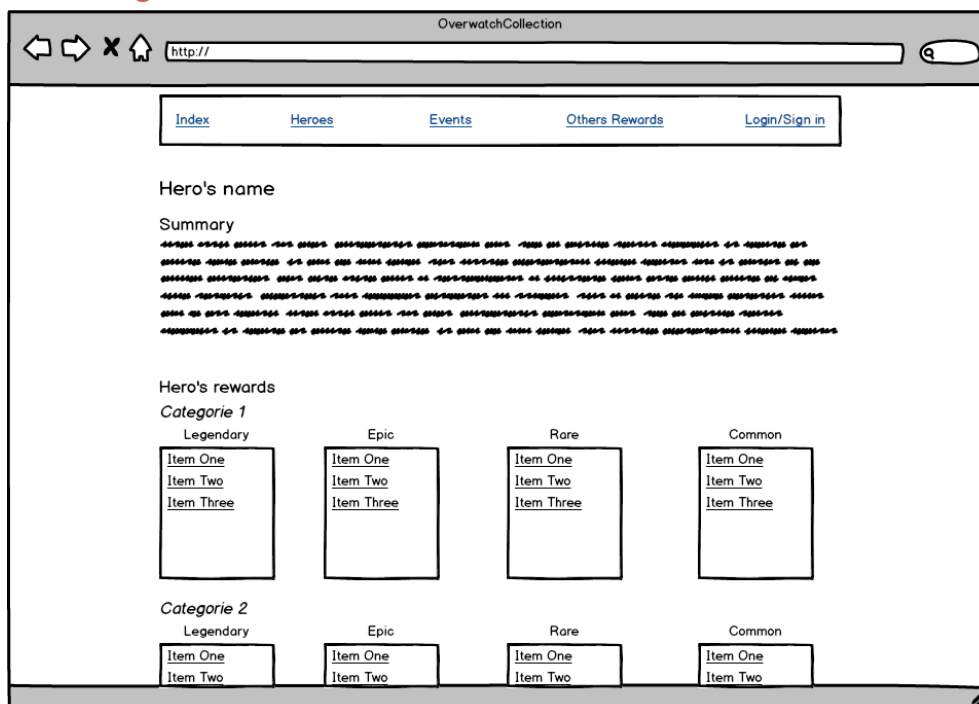 OverwatchCollection
http://
Index Heroes Events Others Rewards Login/Sign in
Hero's name
Summary
Hero's rewards
Categorie 1
Legendary Epic Rare Common
Item One Item One Item One Item One
Item Two Item Two Item Two Item Two
Item Three Item Three Item Three Item Three
Categorie 2
Legendary Epic Rare Common
Item One Item One Item One Item One
Item Two Item Two Item Two Item Two